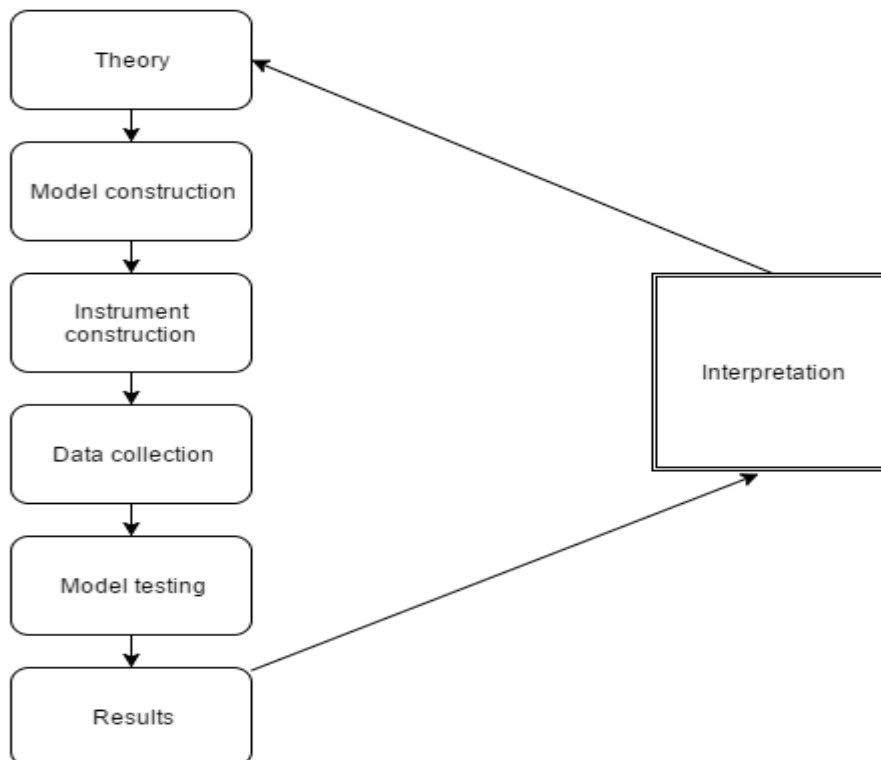 Theory
Model construction
Instrument
construction
Data collection
Model testing
Results
Interpretation